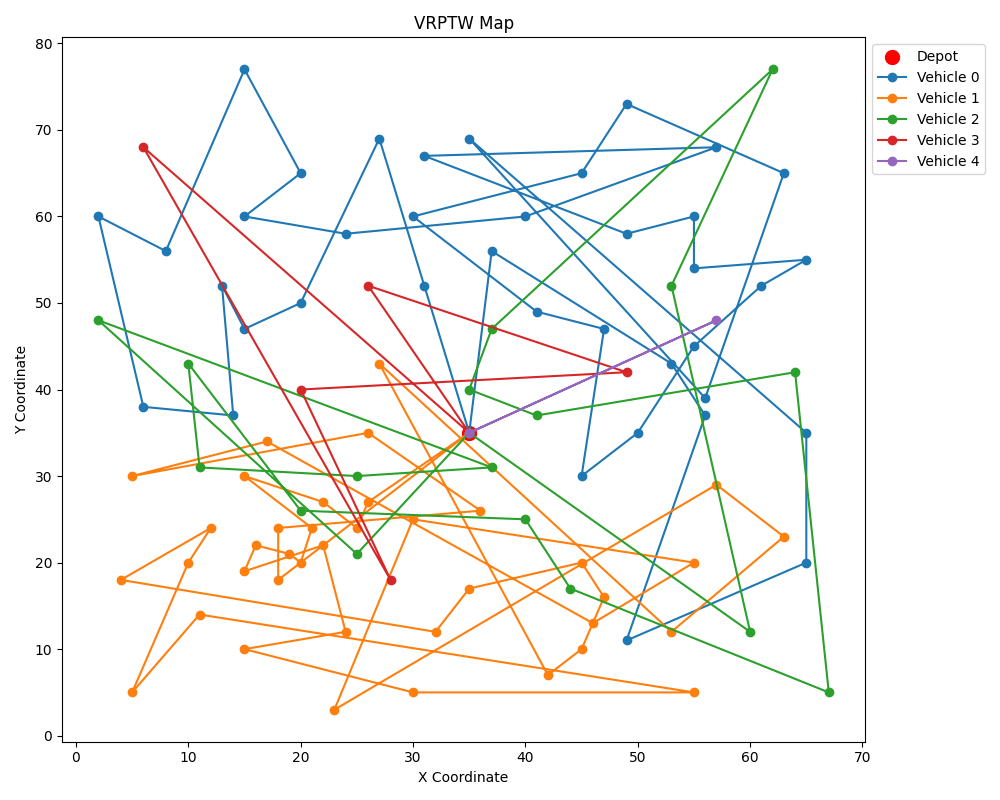 VRPTW Map
Depot
Vehicle 0
Vehicle 1
Vehicle 2
Vehicle 3
Vehicle 4
80
70
60
50
40
30
20
10
0
Y Coordinate
0 10 20 30 40 50 60 70
X Coordinate